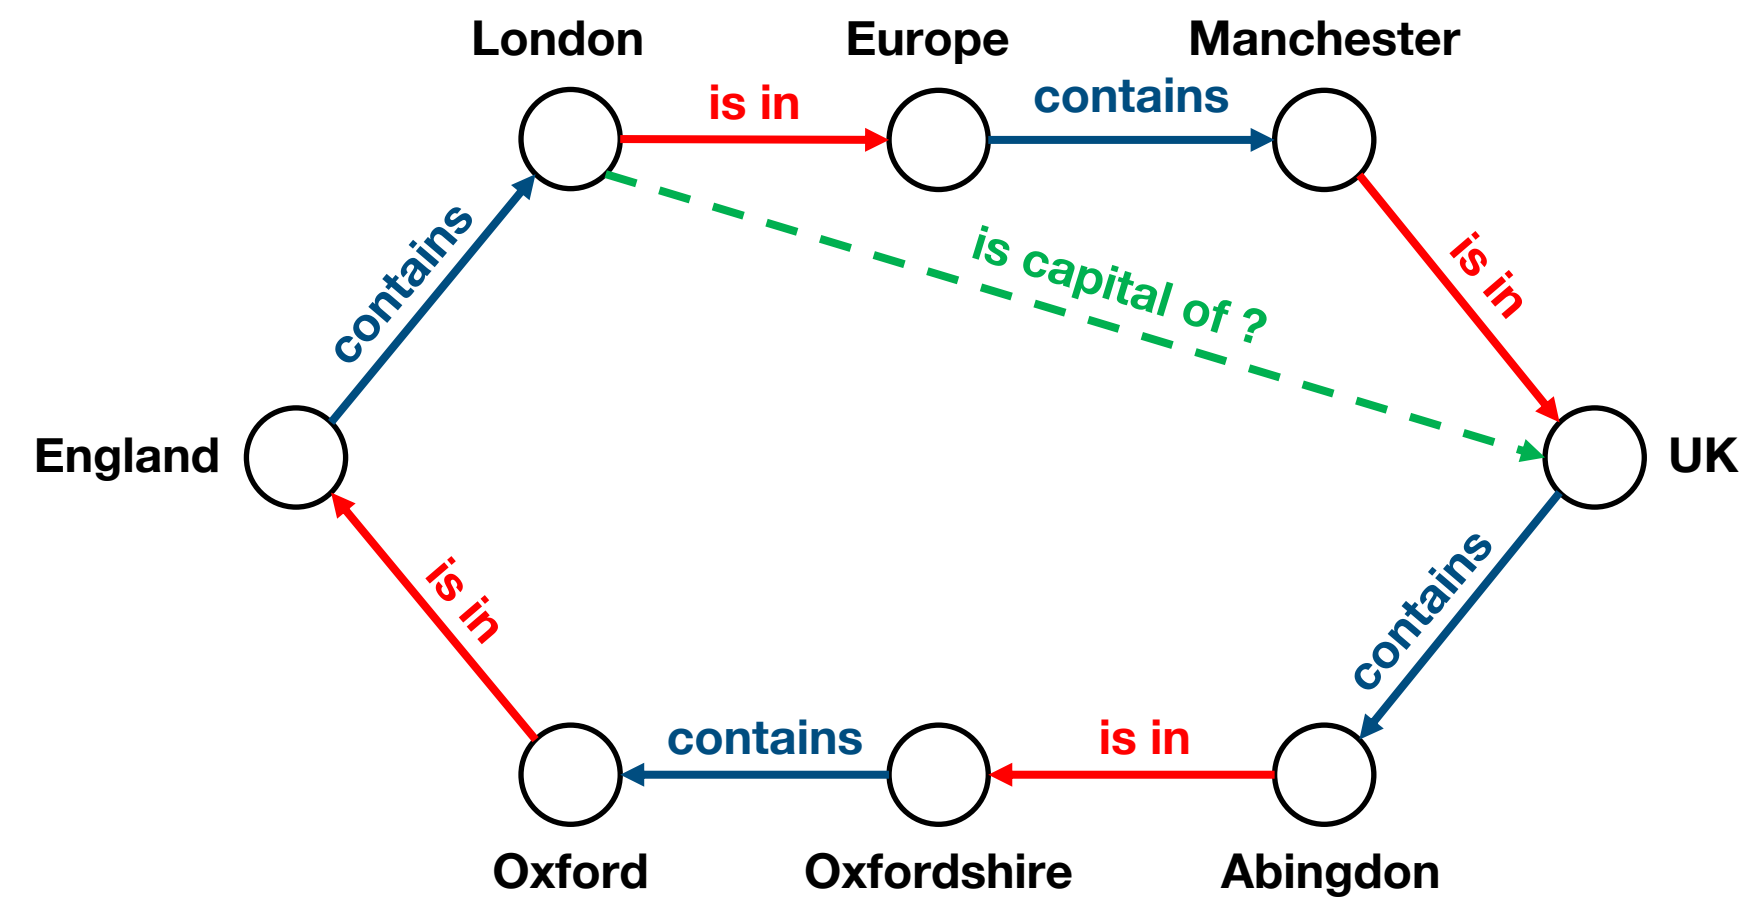 London Europe Manchester
is in contains
contains is capital of ? is in
England UK
is in contains
contains is in
Oxford Oxfordshire Abingdon